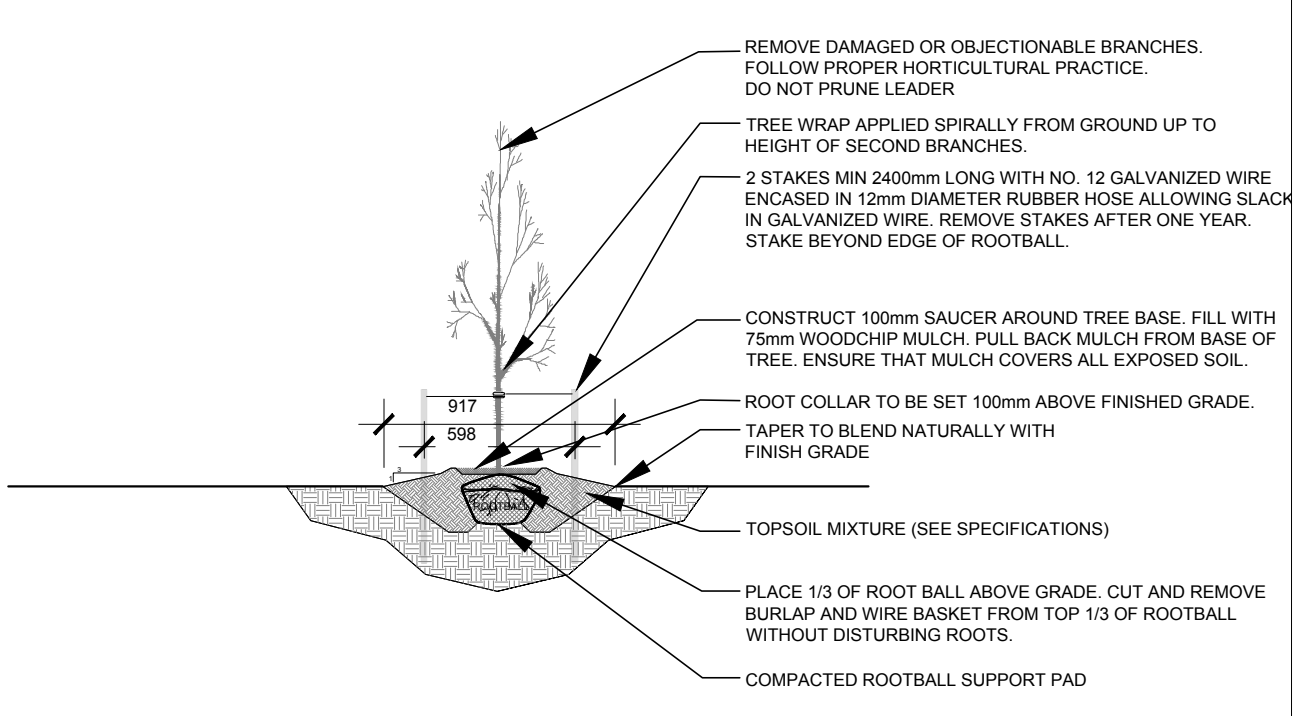 REMOVE DAMAGED OR OBJECTIONABLE BRANCHES.
FOLLOW PROPER HORTICULTURAL PRACTICE.
DO NOT PRUNE LEADER
TREE WRAP APPLIED SPIRALLY FROM GROUND UP TO
HEIGHT OF SECOND BRANCHES.
2 STAKES MIN 2400mm LONG WITH NO. 12 GALVANIZED WIRE
ENCASED IN 12mm DIAMETER RUBBER HOSE ALLOWING SLACK
IN GALVANIZED WIRE. REMOVE STAKES AFTER ONE YEAR.
STAKE BEYOND EDGE OF ROOTBALL.
CONSTRUCT 100mm SAUCER AROUND TREE BASE. FILL WITH
75mm WOODCHIP MULCH. PULL BACK MULCH FROM BASE OF
TREE. ENSURE THAT MULCH COVERS ALL EXPOSED SOIL.
917
ROOT COLLAR TO BE SET 100mm ABOVE FINISHED GRADE.
598
TAPER TO BLEND NATURALLY WITH
FINISH GRADE
3
1
ROOTBALL
TOPSOIL MIXTURE (SEE SPECIFICATIONS)
PLACE 1/3 OF ROOT BALL ABOVE GRADE. CUT AND REMOVE
BURLAP AND WIRE BASKET FROM TOP 1/3 OF ROOTBALL
WITHOUT DISTURBING ROOTS.
COMPACTED ROOTBALL SUPPORT PAD